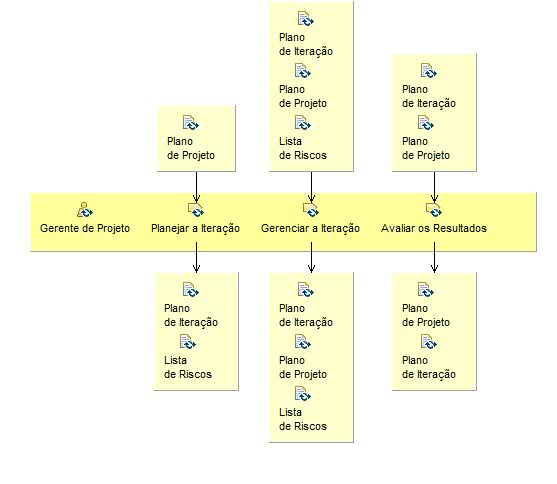 Plano
de Iteração
Plano
de Projeto
Lista
de Riscos
Plano
de Iteração
Plano
de Projeto
Plano
de Projeto
Gerente de Projeto
Planejar a Iteração
Gerenciar a Iteração
Avaliar os Resultados
Plano
de Iteração
Lista
de Riscos
Plano
de Iteração
Plano
de Projeto
Lista
de Riscos
Plano
de Projeto
Plano
de Iteração